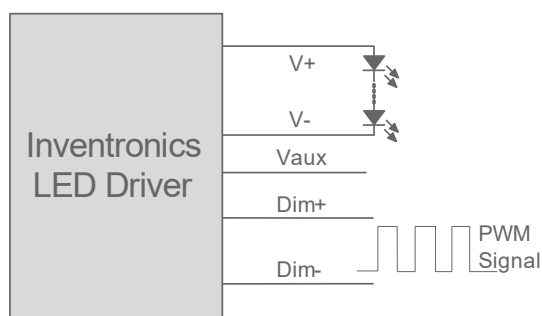 V+
V-
Inventronics
LED Driver
Vaux
Dim+
PWM
Signal
Dim-